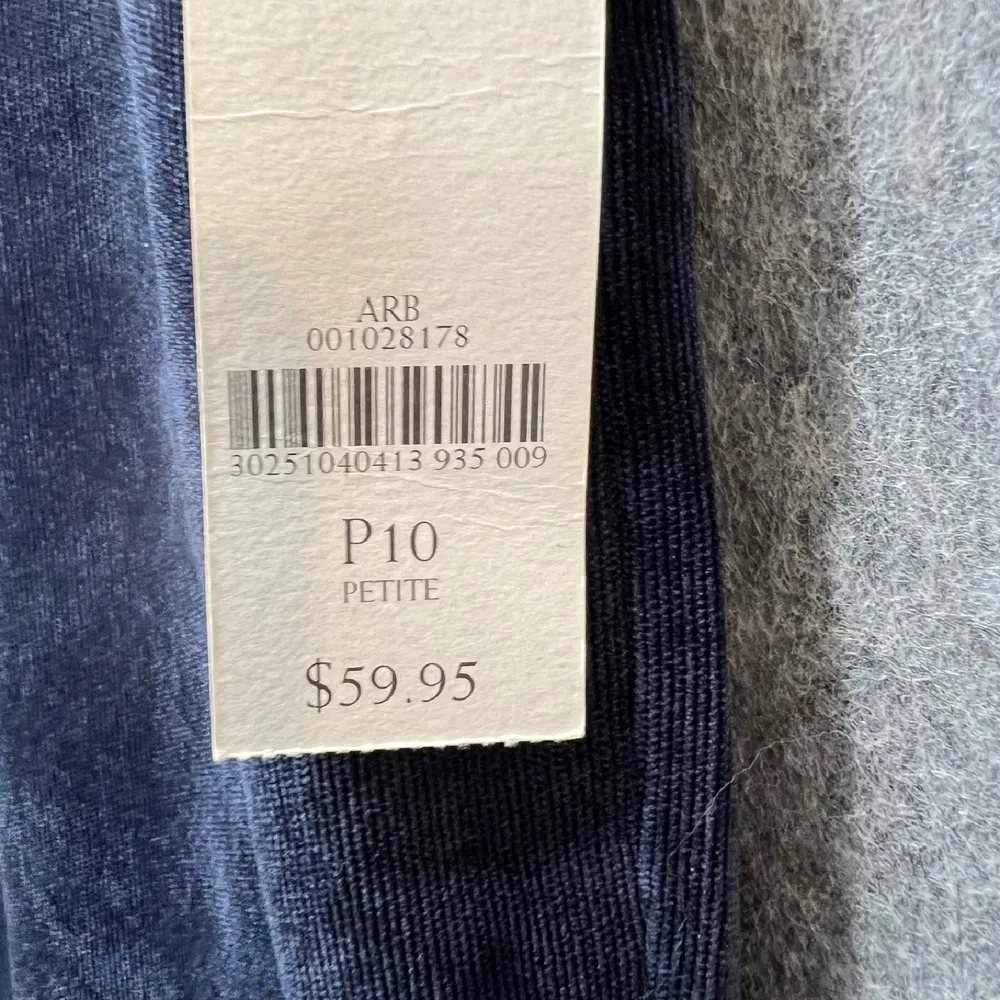 ARB
001028178
30251040413 935 009
P10
PETITE
$59.95